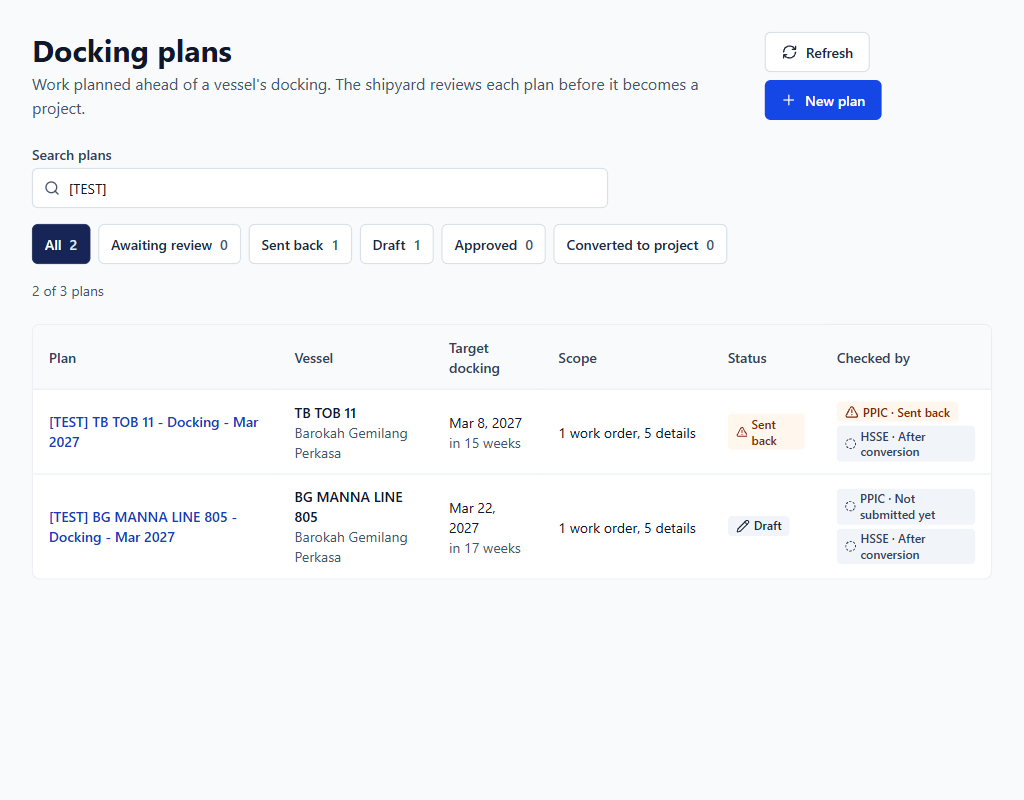 Docking plans
Work planned ahead of a vessel's docking. The shipyard reviews each plan before it becomes a
project.
Refresh
New plan
Search plans
[TEST]
All 2
Awaiting review 0
Sent back 1
Draft 1
Approved 0
Converted to project 0
2 of 3 plans
Plan
Vessel
Target
docking
Scope
Status
Checked by
[TEST] TB TOB 11 - Docking - Mar
2027
TB TOB 11
Barokah Gemilang
Perkasa
Mar 8, 2027
in 15 weeks
1 work order, 5 details
Sent
back
PPIC · Sent back
HSSE · After
conversion
[TEST] BG MANNA LINE 805 -
Docking - Mar 2027
BG MANNA LINE
805
Barokah Gemilang
Perkasa
Mar 22,
2027
in 17 weeks
1 work order, 5 details
Draft
PPIC · Not
submitted yet
HSSE · After
conversion